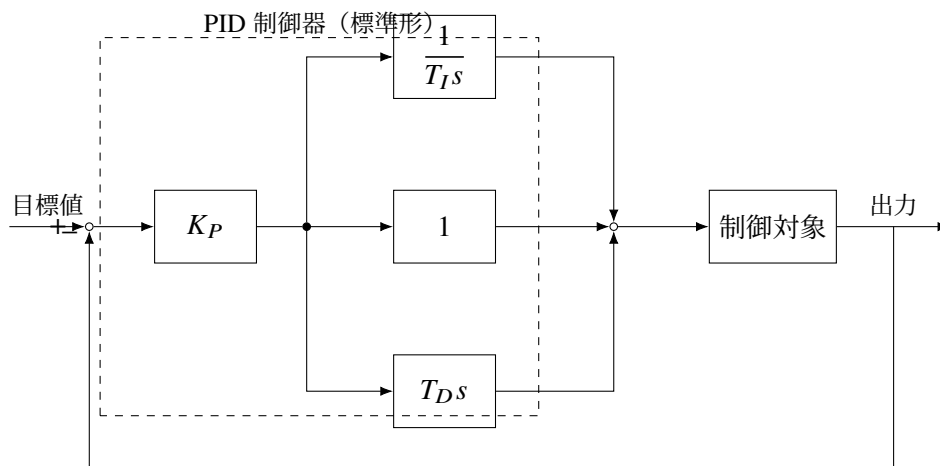 PID 制御器（標準形）
1
T_I s
目標値
+
−
K_P
1
制御対象
出力
T_D s